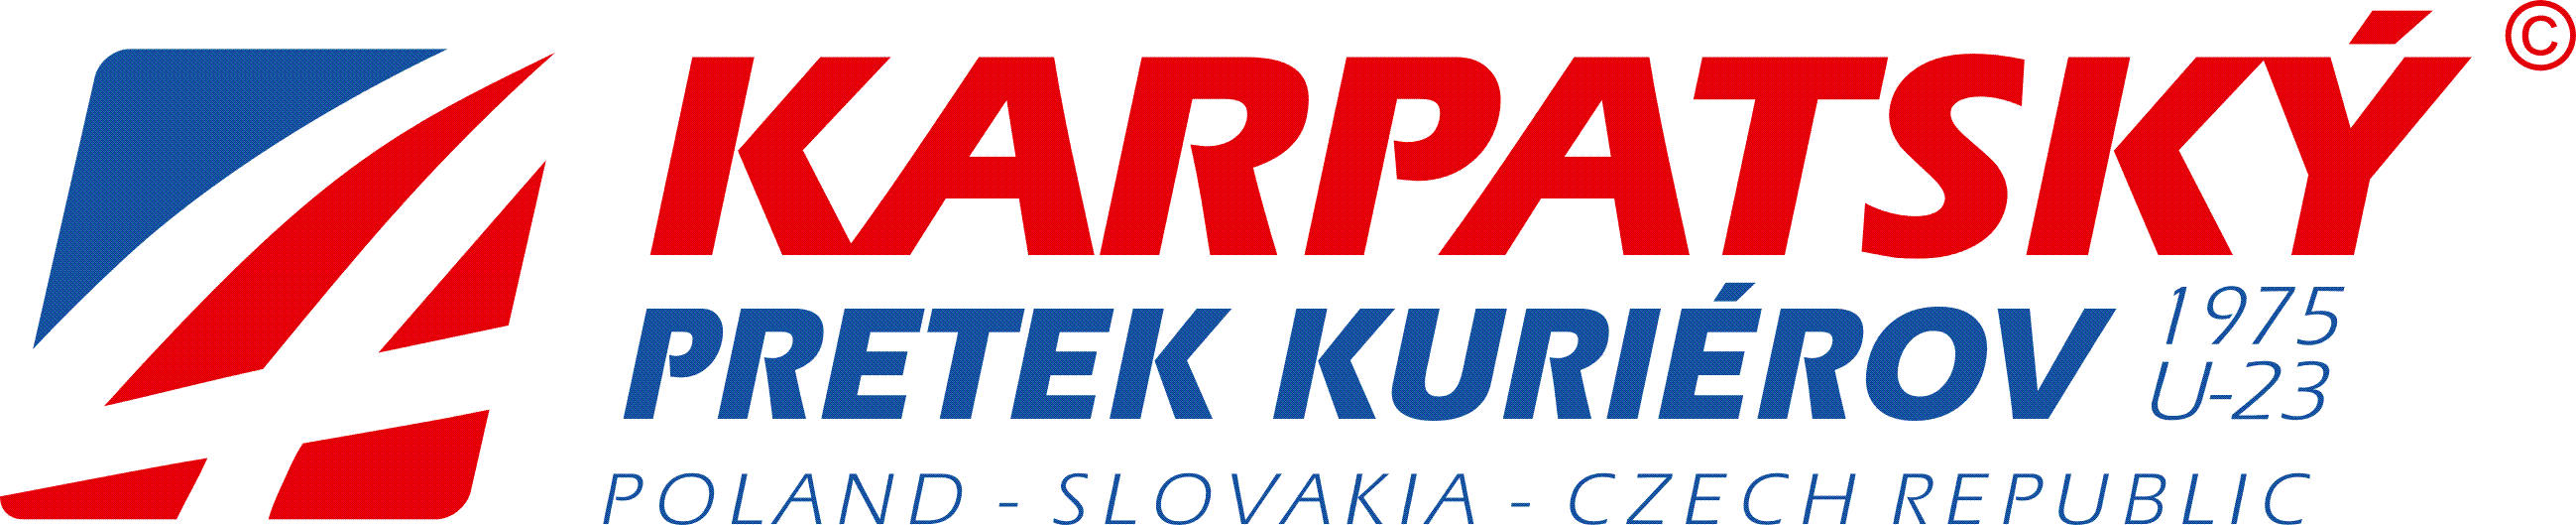 KARPATSKÝ ©
PRETEK KURIÉROV
1975
U-23
POLAND - SLOVAKIA - CZECH REPUBLIC